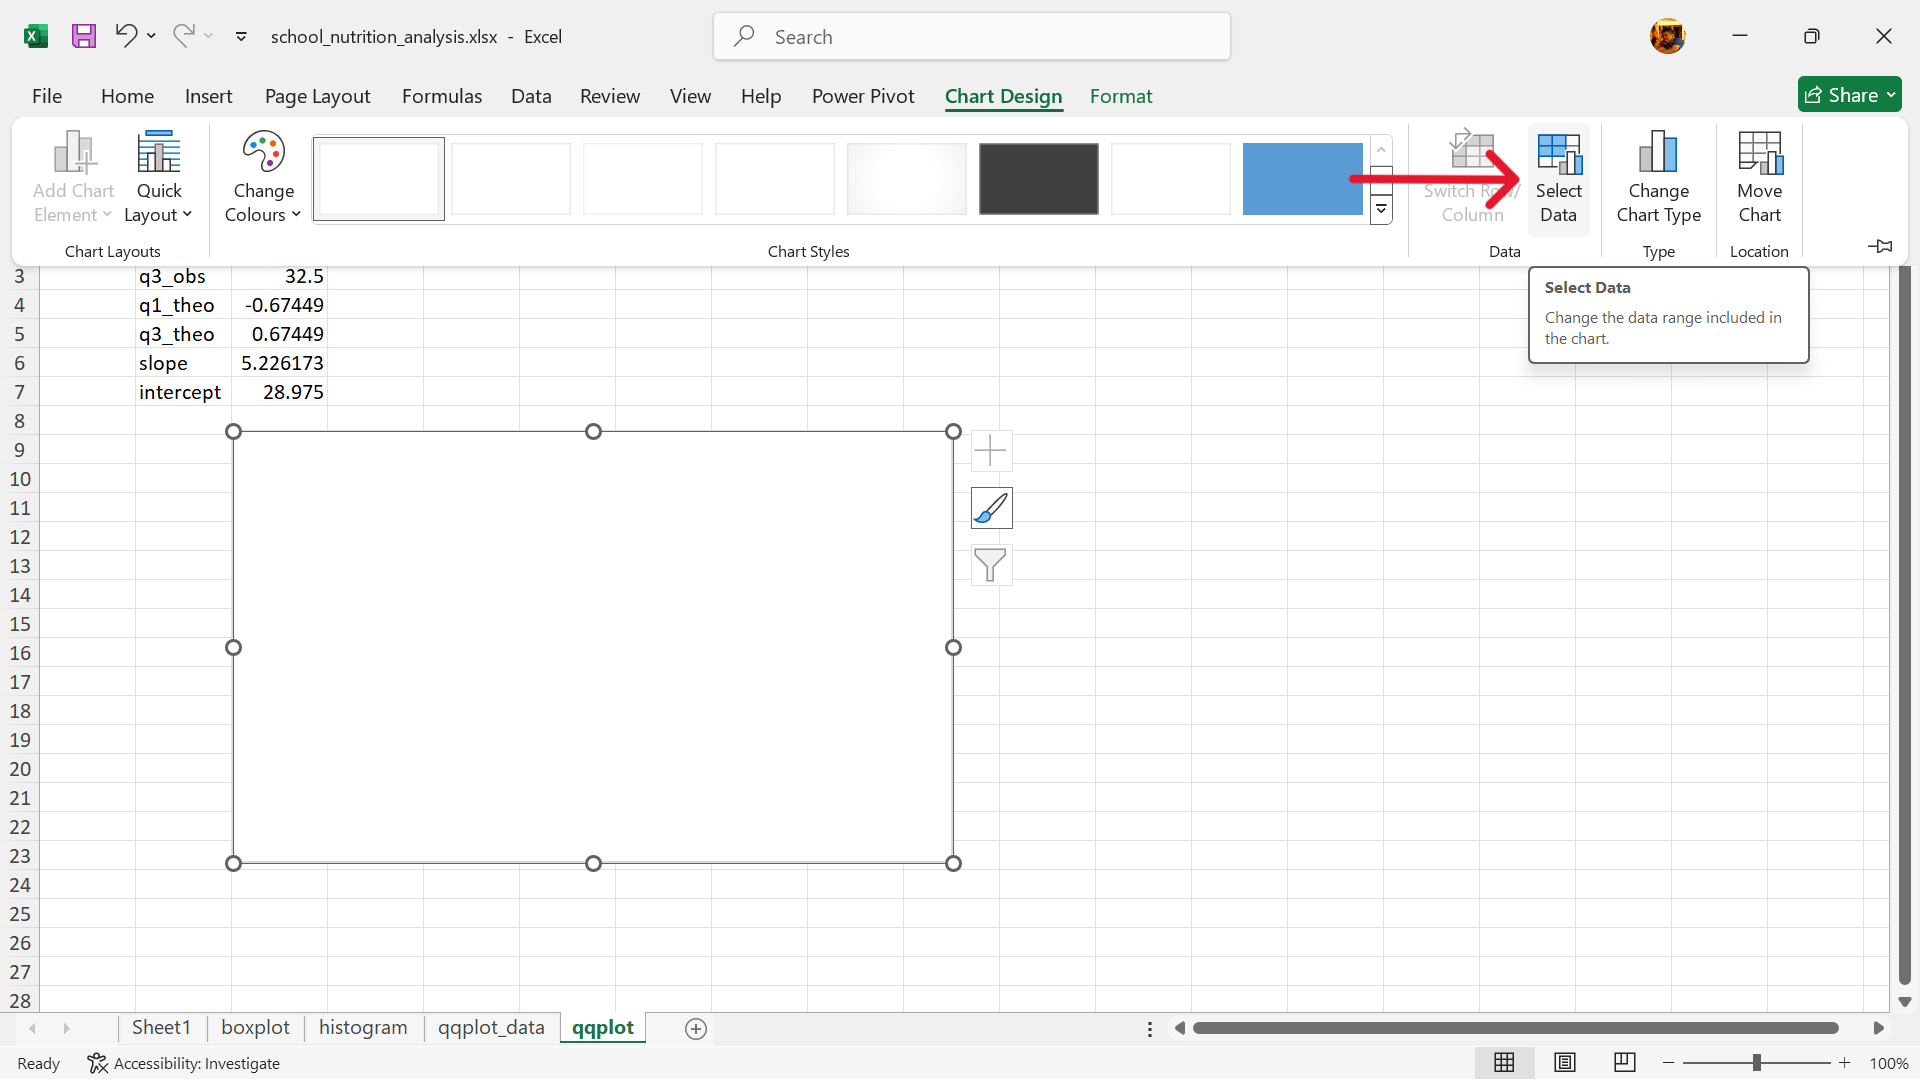 school_nutrition_analysis.xlsx - Excel
Search
File Home Insert Page Layout Formulas Data Review View Help Power Pivot Chart Design Format
Share
Add Chart Element
Quick Layout
Change Colours
Switch Row/ Column
Select Data
Change Chart Type
Move Chart
Chart Layouts
Chart Styles
Data
Type
Location
Select Data
Change the data range included in
the chart.
3 q3_obs 32.5
4 q1_theo -0.67449
5 q3_theo 0.67449
6 slope 5.226173
7 intercept 28.975
8
9
10
11
12
13
14
15
16
17
18
19
20
21
22
23
24
25
26
27
28
Sheet1 boxplot histogram qqplot_data qqplot
Ready Accessibility: Investigate 100%